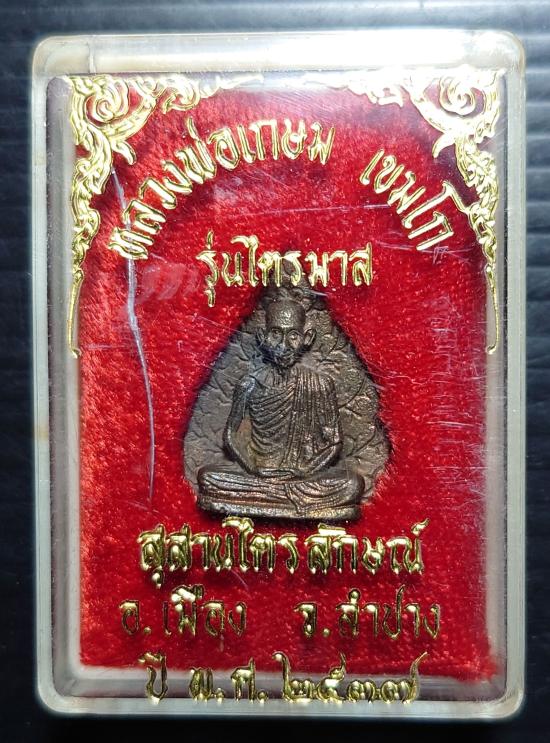 หลวงพ่อเกษม เขมโก
รุ่นไตรมาส
สุสานไตรลักษณ์
อ.เมือง จ.ลำปาง
ปี พ.ศ. ๒๕๓๗